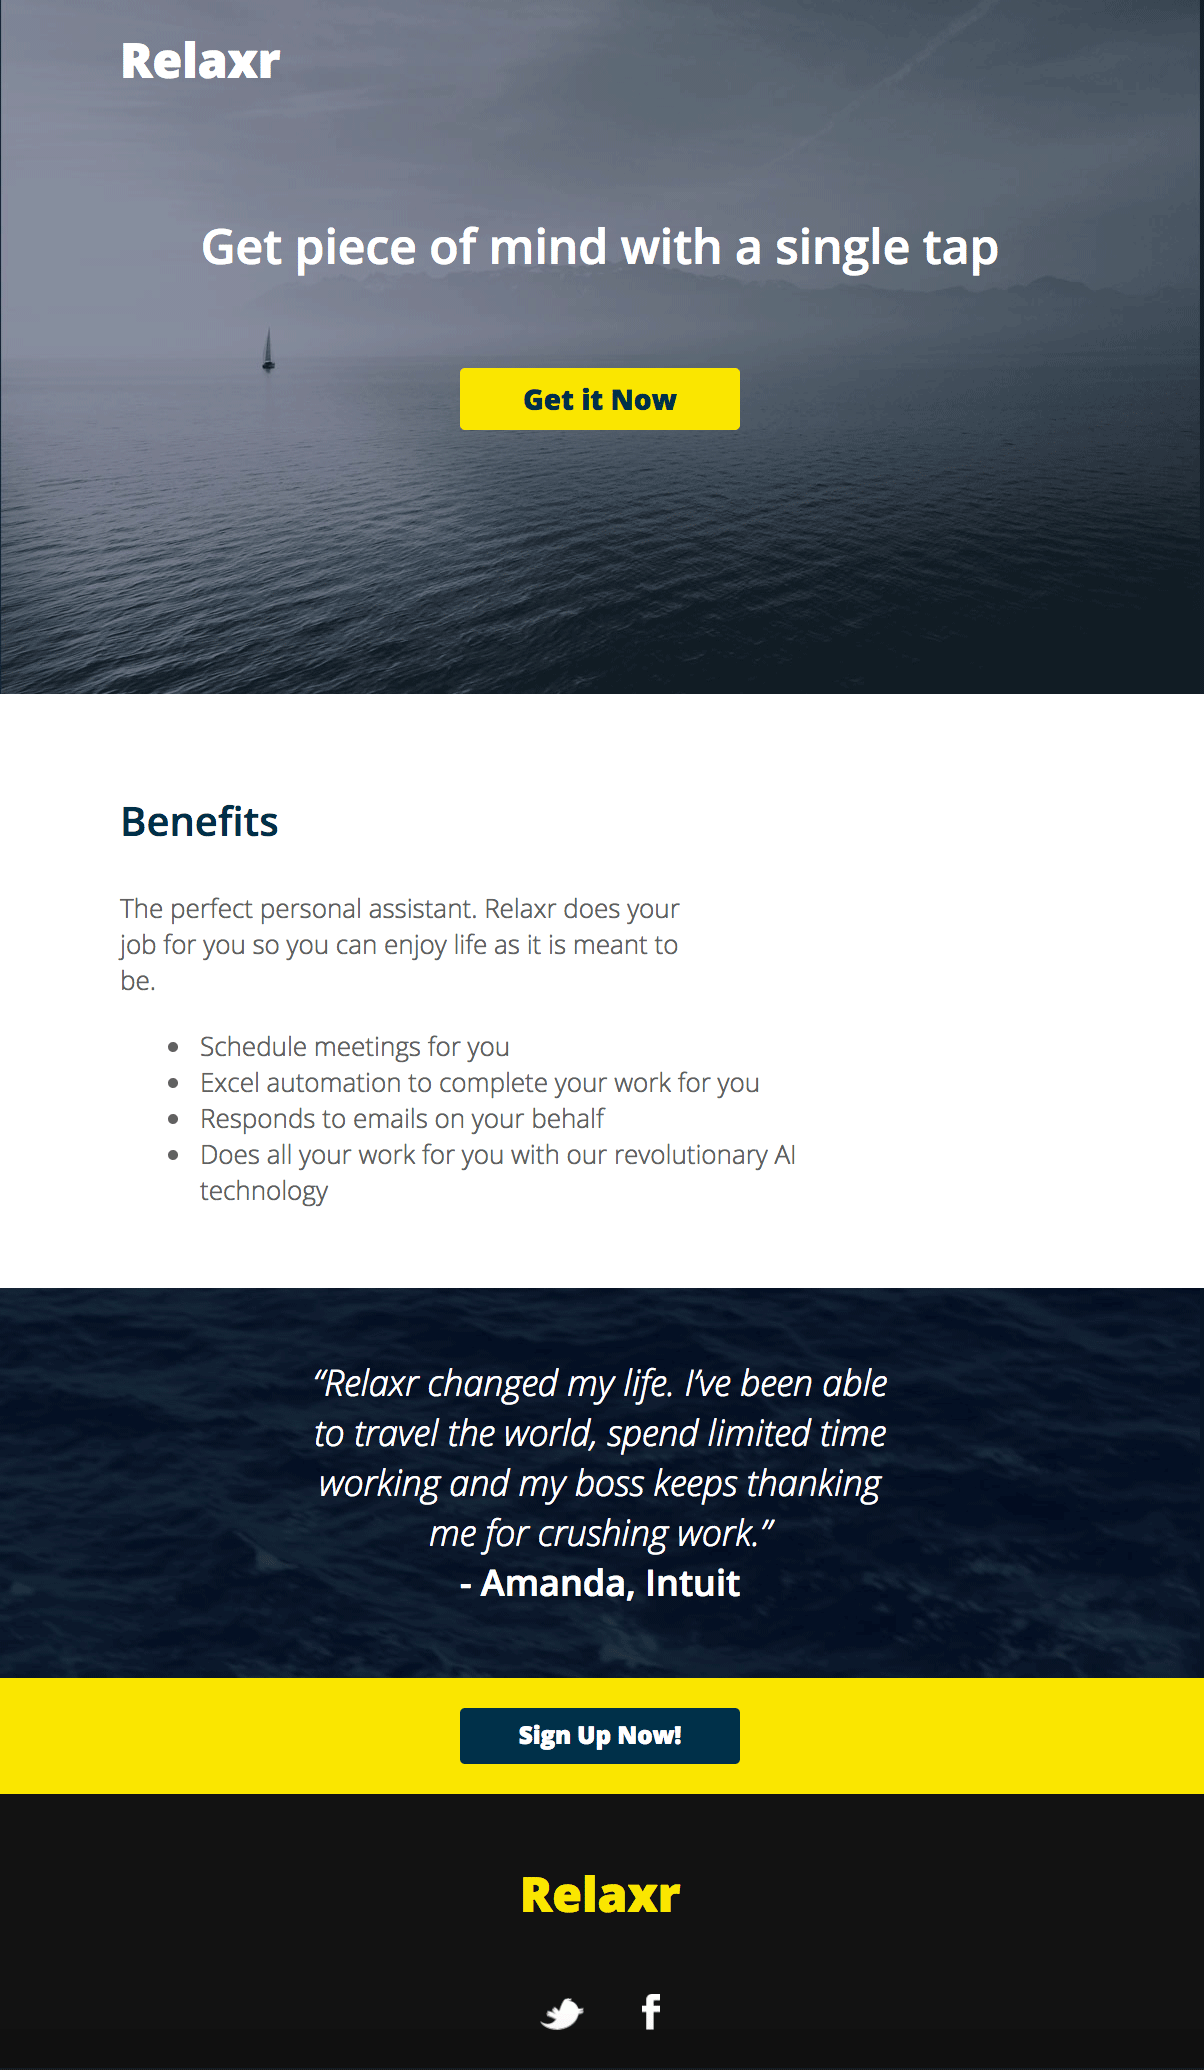 Relaxr
Get piece of mind with a single tap
Get it Now
Benefits
The perfect personal assistant. Relaxr does your
job for you so you can enjoy life as it is meant to
be.
• Schedule meetings for you
• Excel automation to complete your work for you
• Responds to emails on your behalf
• Does all your work for you with our revolutionary AI
technology
“Relaxr changed my life. I’ve been able
to travel the world, spend limited time
working and my boss keeps thanking
me for crushing work.”
- Amanda, Intuit
Sign Up Now!
Relaxr